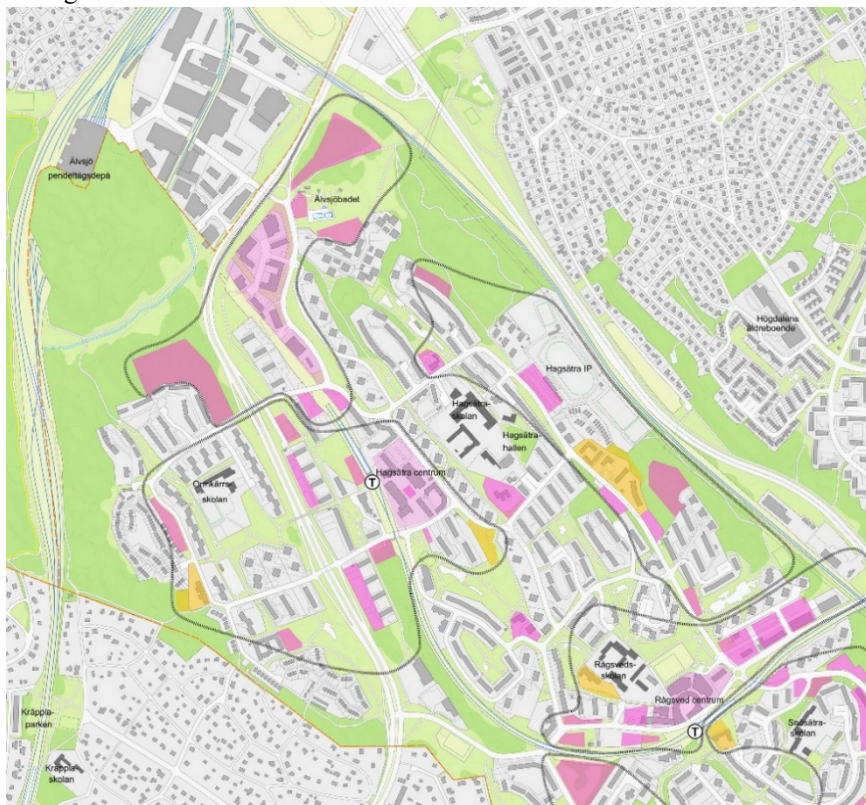 Älvsjö
pendeltågsdepå
Älvsjöbadet
Högdalens
äldreboende
Hagsätra IP
Hagsätra-
skolan
Hagsätra-
hallen
Hagsätra centrum
Ormkärrs-
skolan
T
Rågsveds-
skolan
Rågsved centrum
Snösätra-
skolan
T
Kräppla-
parken
Kräppla-
skolan